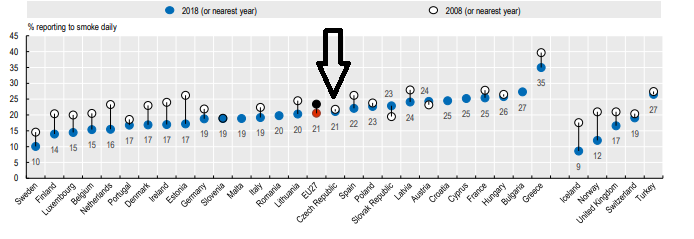 2018 (or nearest year) 2008 (or nearest year)
% reporting to smoke daily
45
40
35
30
25
20
15
10
5
0
10 14 15 15 16 17 17 17 17 19 19 19 19 20 20 21 21 22 23 23 24 24 25 25 25 26 27 35 9 12 17 19 27
Sweden Finland Luxembourg Belgium Netherlands Portugal Denmark Ireland Estonia Germany Slovenia Malta Italy Romania Lithuania EU27 Czech Republic Spain Poland Slovak Republic Latvia Austria Croatia Cyprus France Hungary Bulgaria Greece Iceland Norway United Kingdom Switzerland Turkey